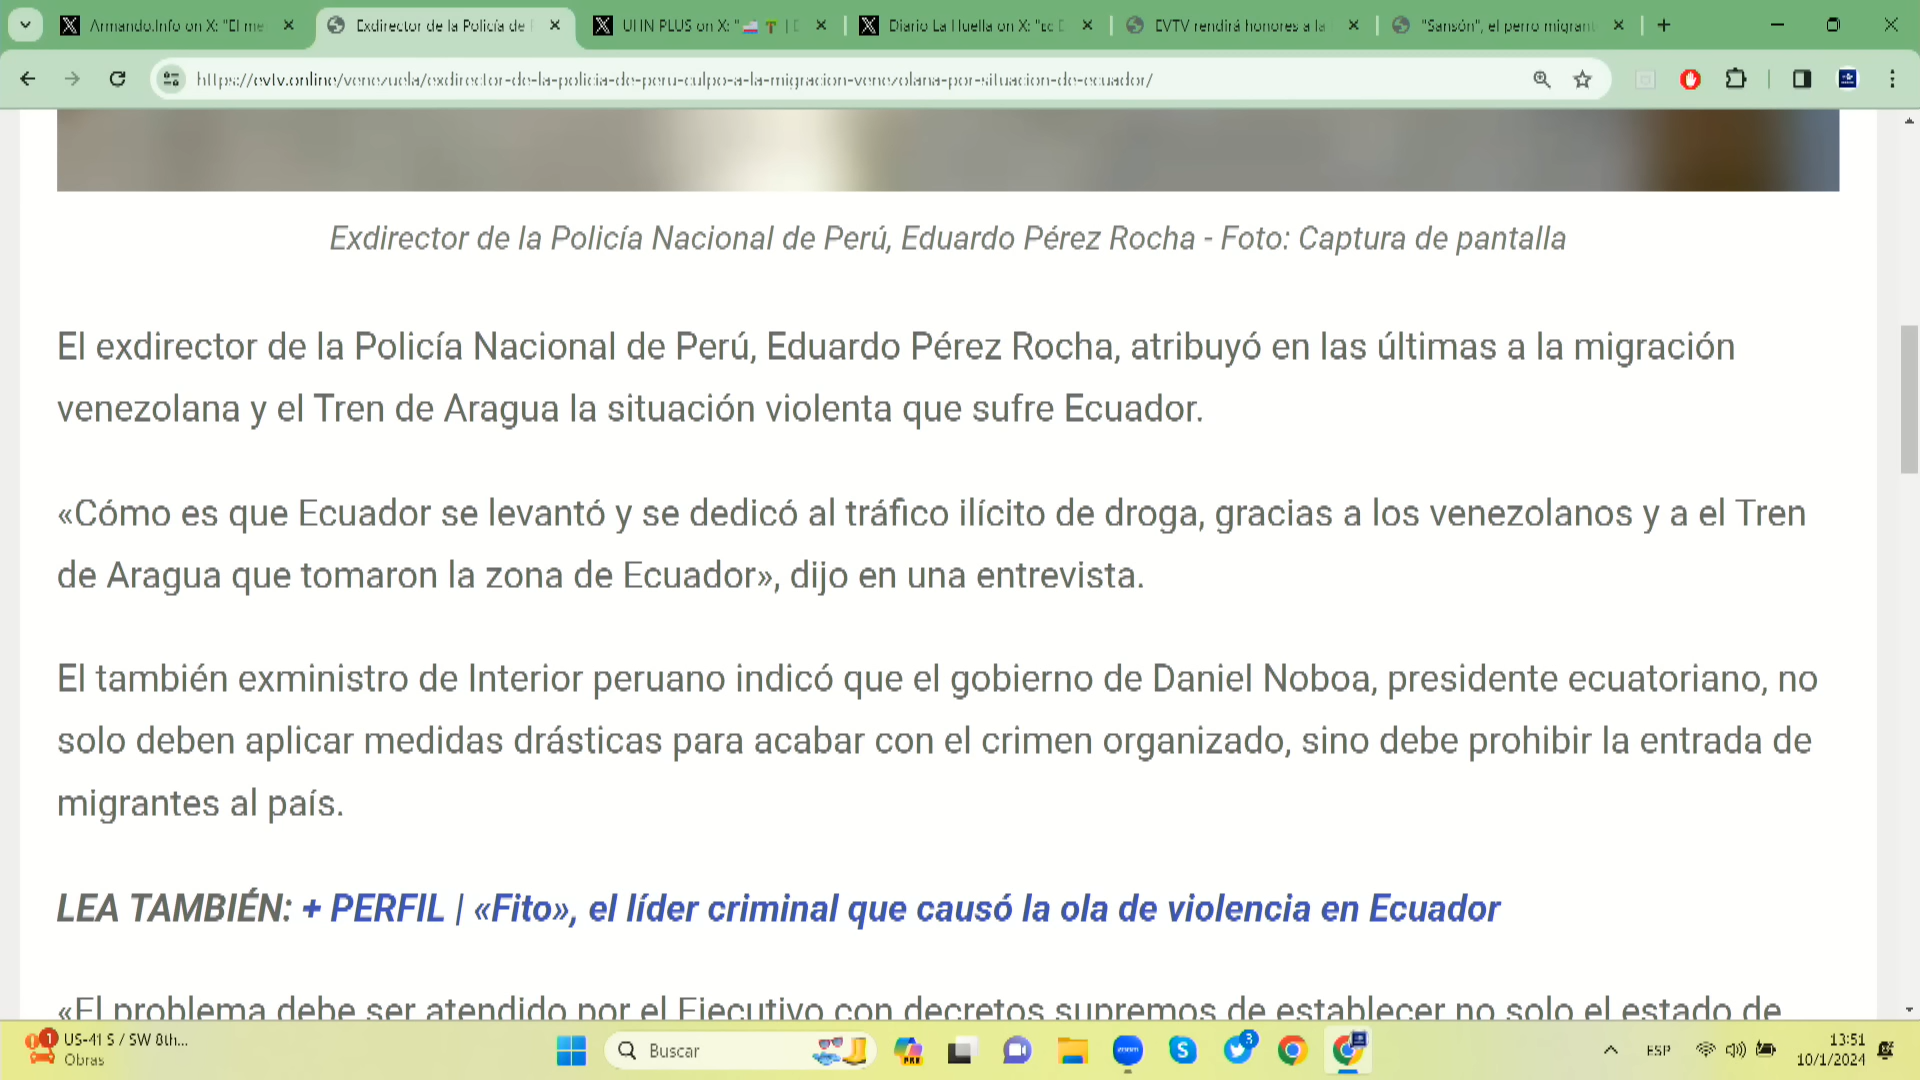 Armando.Info on X: "El me
Exdirector de la Policía de
UHN PLUS on X: "
Diario La Huella on X: "
EVTV rendirá honores a la
"Sansón", el perro migran
https://evtv.online/venezuela/exdirector-de-la-policia-de-peru-culpo-a-la-migracion-venezolana-por-situacion-de-ecuador/
Exdirector de la Policía Nacional de Perú, Eduardo Pérez Rocha - Foto: Captura de pantalla
El exdirector de la Policía Nacional de Perú, Eduardo Pérez Rocha, atribuyó en las últimas a la migración
venezolana y el Tren de Aragua la situación violenta que sufre Ecuador.
«Cómo es que Ecuador se levantó y se dedicó al tráfico ilícito de droga, gracias a los venezolanos y a el Tren
de Aragua que tomaron la zona de Ecuador», dijo en una entrevista.
El también exministro de Interior peruano indicó que el gobierno de Daniel Noboa, presidente ecuatoriano, no
solo deben aplicar medidas drásticas para acabar con el crimen organizado, sino debe prohibir la entrada de
migrantes al país.
LEA TAMBIÉN: + PERFIL | «Fito», el líder criminal que causó la ola de violencia en Ecuador
«El problema debe ser atendido por el Ejecutivo con decretos supremos de establecer no solo el estado de
1
US-41 S / SW 8th...
Obras
Buscar
PRE
zoom
3
ESP
13:51
10/1/2024